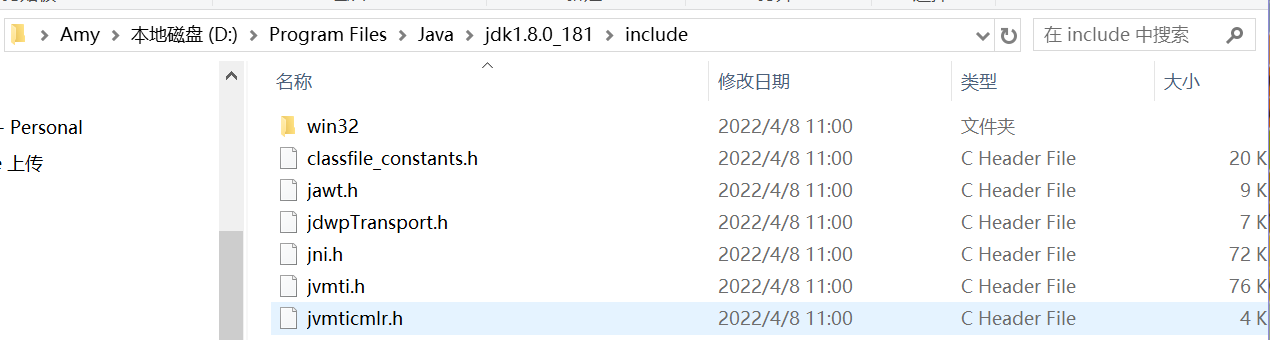 Amy 本地磁盘 (D:) Program Files Java jdk1.8.0_181 include 在 include 中搜索
名称 修改日期 类型 大小
- Personal
上传
win32 2022/4/8 11:00 文件夹
classfile_constants.h 2022/4/8 11:00 C Header File 20 K
jawt.h 2022/4/8 11:00 C Header File 9 K
jdwpTransport.h 2022/4/8 11:00 C Header File 7 K
jni.h 2022/4/8 11:00 C Header File 72 K
jvmti.h 2022/4/8 11:00 C Header File 76 K
jvmticmlr.h 2022/4/8 11:00 C Header File 4 K